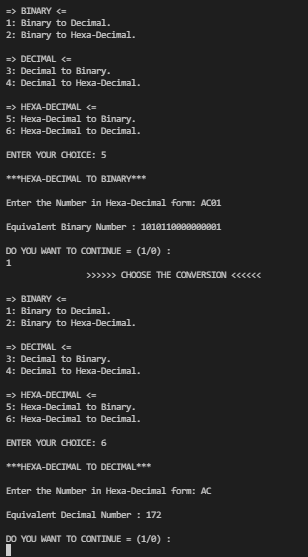 => BINARY <=
1: Binary to Decimal.
2: Binary to Hexa-Decimal.
=> DECIMAL <=
3: Decimal to Binary.
4: Decimal to Hexa-Decimal.
=> HEXA-DECIMAL <=
5: Hexa-Decimal to Binary.
6: Hexa-Decimal to Decimal.
ENTER YOUR CHOICE: 5
***HEXA-DECIMAL TO BINARY***
Enter the Number in Hexa-Decimal form: AC01
Equivalent Binary Number : 1010110000000001
DO YOU WANT TO CONTINUE = (1/0) :
1
>>>>>> CHOOSE THE CONVERSION <<<<<<
=> BINARY <=
1: Binary to Decimal.
2: Binary to Hexa-Decimal.
=> DECIMAL <=
3: Decimal to Binary.
4: Decimal to Hexa-Decimal.
=> HEXA-DECIMAL <=
5: Hexa-Decimal to Binary.
6: Hexa-Decimal to Decimal.
ENTER YOUR CHOICE: 6
***HEXA-DECIMAL TO DECIMAL***
Enter the Number in Hexa-Decimal form: AC
Equivalent Decimal Number : 172
DO YOU WANT TO CONTINUE = (1/0) :